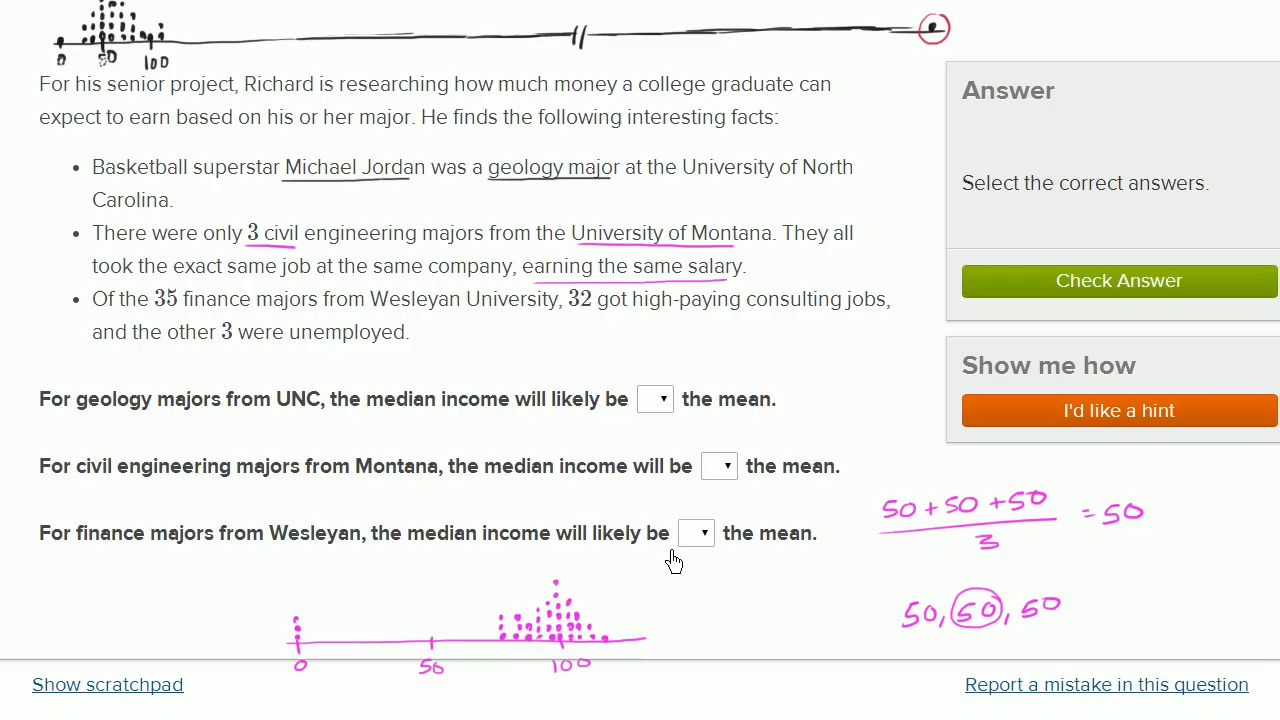 0 50 100
For his senior project, Richard is researching how much money a college graduate can
expect to earn based on his or her major. He finds the following interesting facts:
• Basketball superstar Michael Jordan was a geology major at the University of North
Carolina.
• There were only 3 civil engineering majors from the University of Montana. They all
took the exact same job at the same company, earning the same salary.
• Of the 35 finance majors from Wesleyan University, 32 got high-paying consulting jobs,
and the other 3 were unemployed.
For geology majors from UNC, the median income will likely be the mean.
For civil engineering majors from Montana, the median income will be the mean.
For finance majors from Wesleyan, the median income will likely be the mean.
0 50 100
Answer
Select the correct answers.
Check Answer
Show me how
I'd like a hint
50 + 50 + 50
= 50
3
50, 50, 50
Show scratchpad
Report a mistake in this question